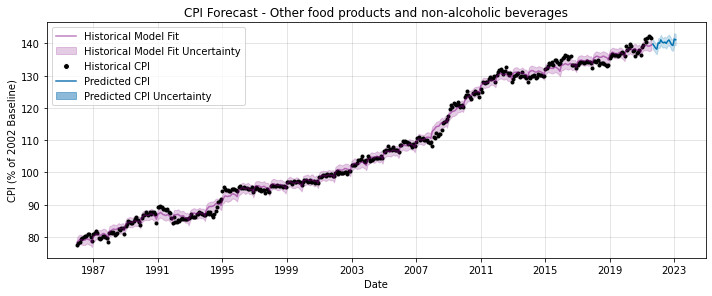 CPI Forecast - Other food products and non-alcoholic beverages
Historical Model Fit
Historical Model Fit Uncertainty
Historical CPI
Predicted CPI
Predicted CPI Uncertainty
CPI (% of 2002 Baseline)
140
130
120
110
100
90
80
1987
1991
1995
1999
2003
2007
2011
2015
2019
2023
Date